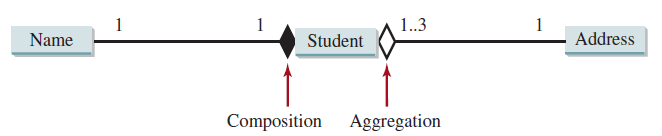 1 1 1..3 1
Name Student Address
Composition Aggregation